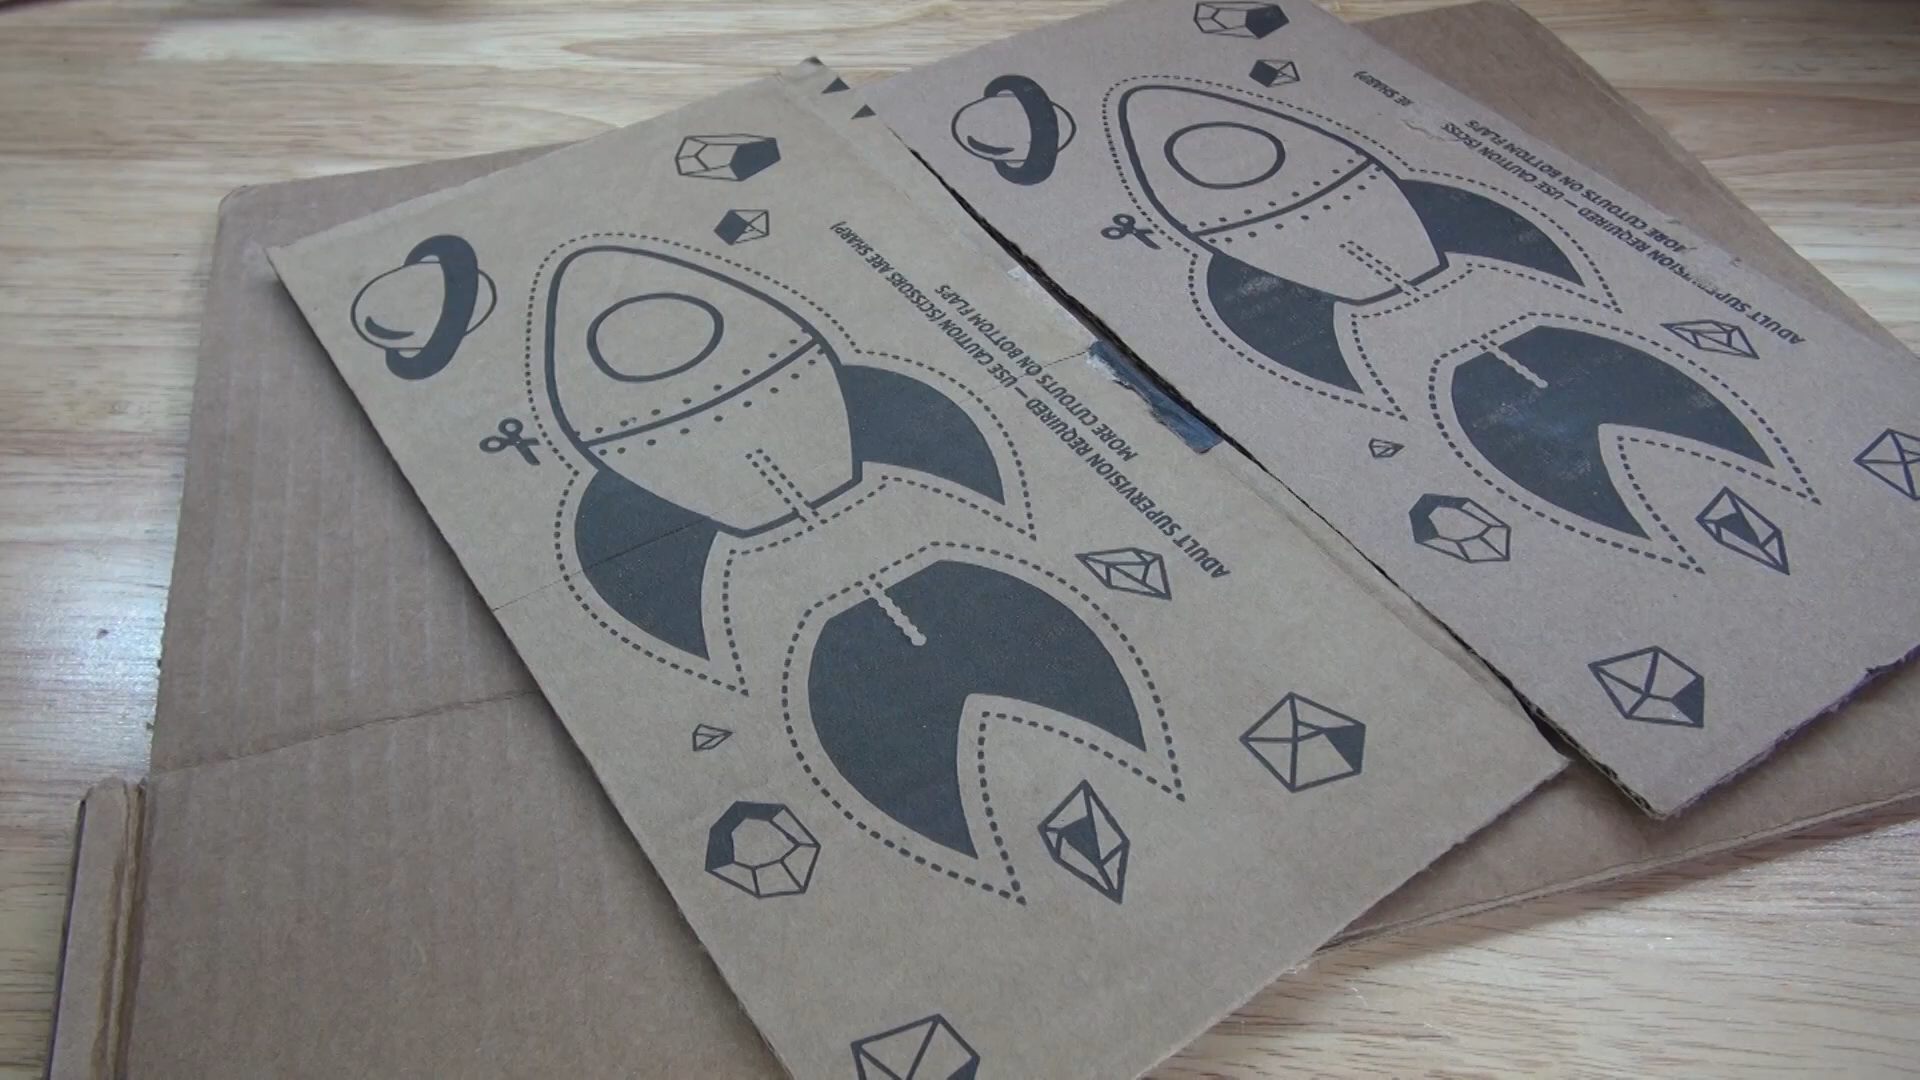 ADULT SUPERVISION REQUIRED — USE CAUTION (SCISSORS ARE SHARP)
MORE CUTOUTS ON BOTTOM FLAPS
ADULT SUPERVISION REQUIRED — USE CAUTION (SCISS RE SHARP)
MORE CUTOUTS ON BOTTOM FLAPS